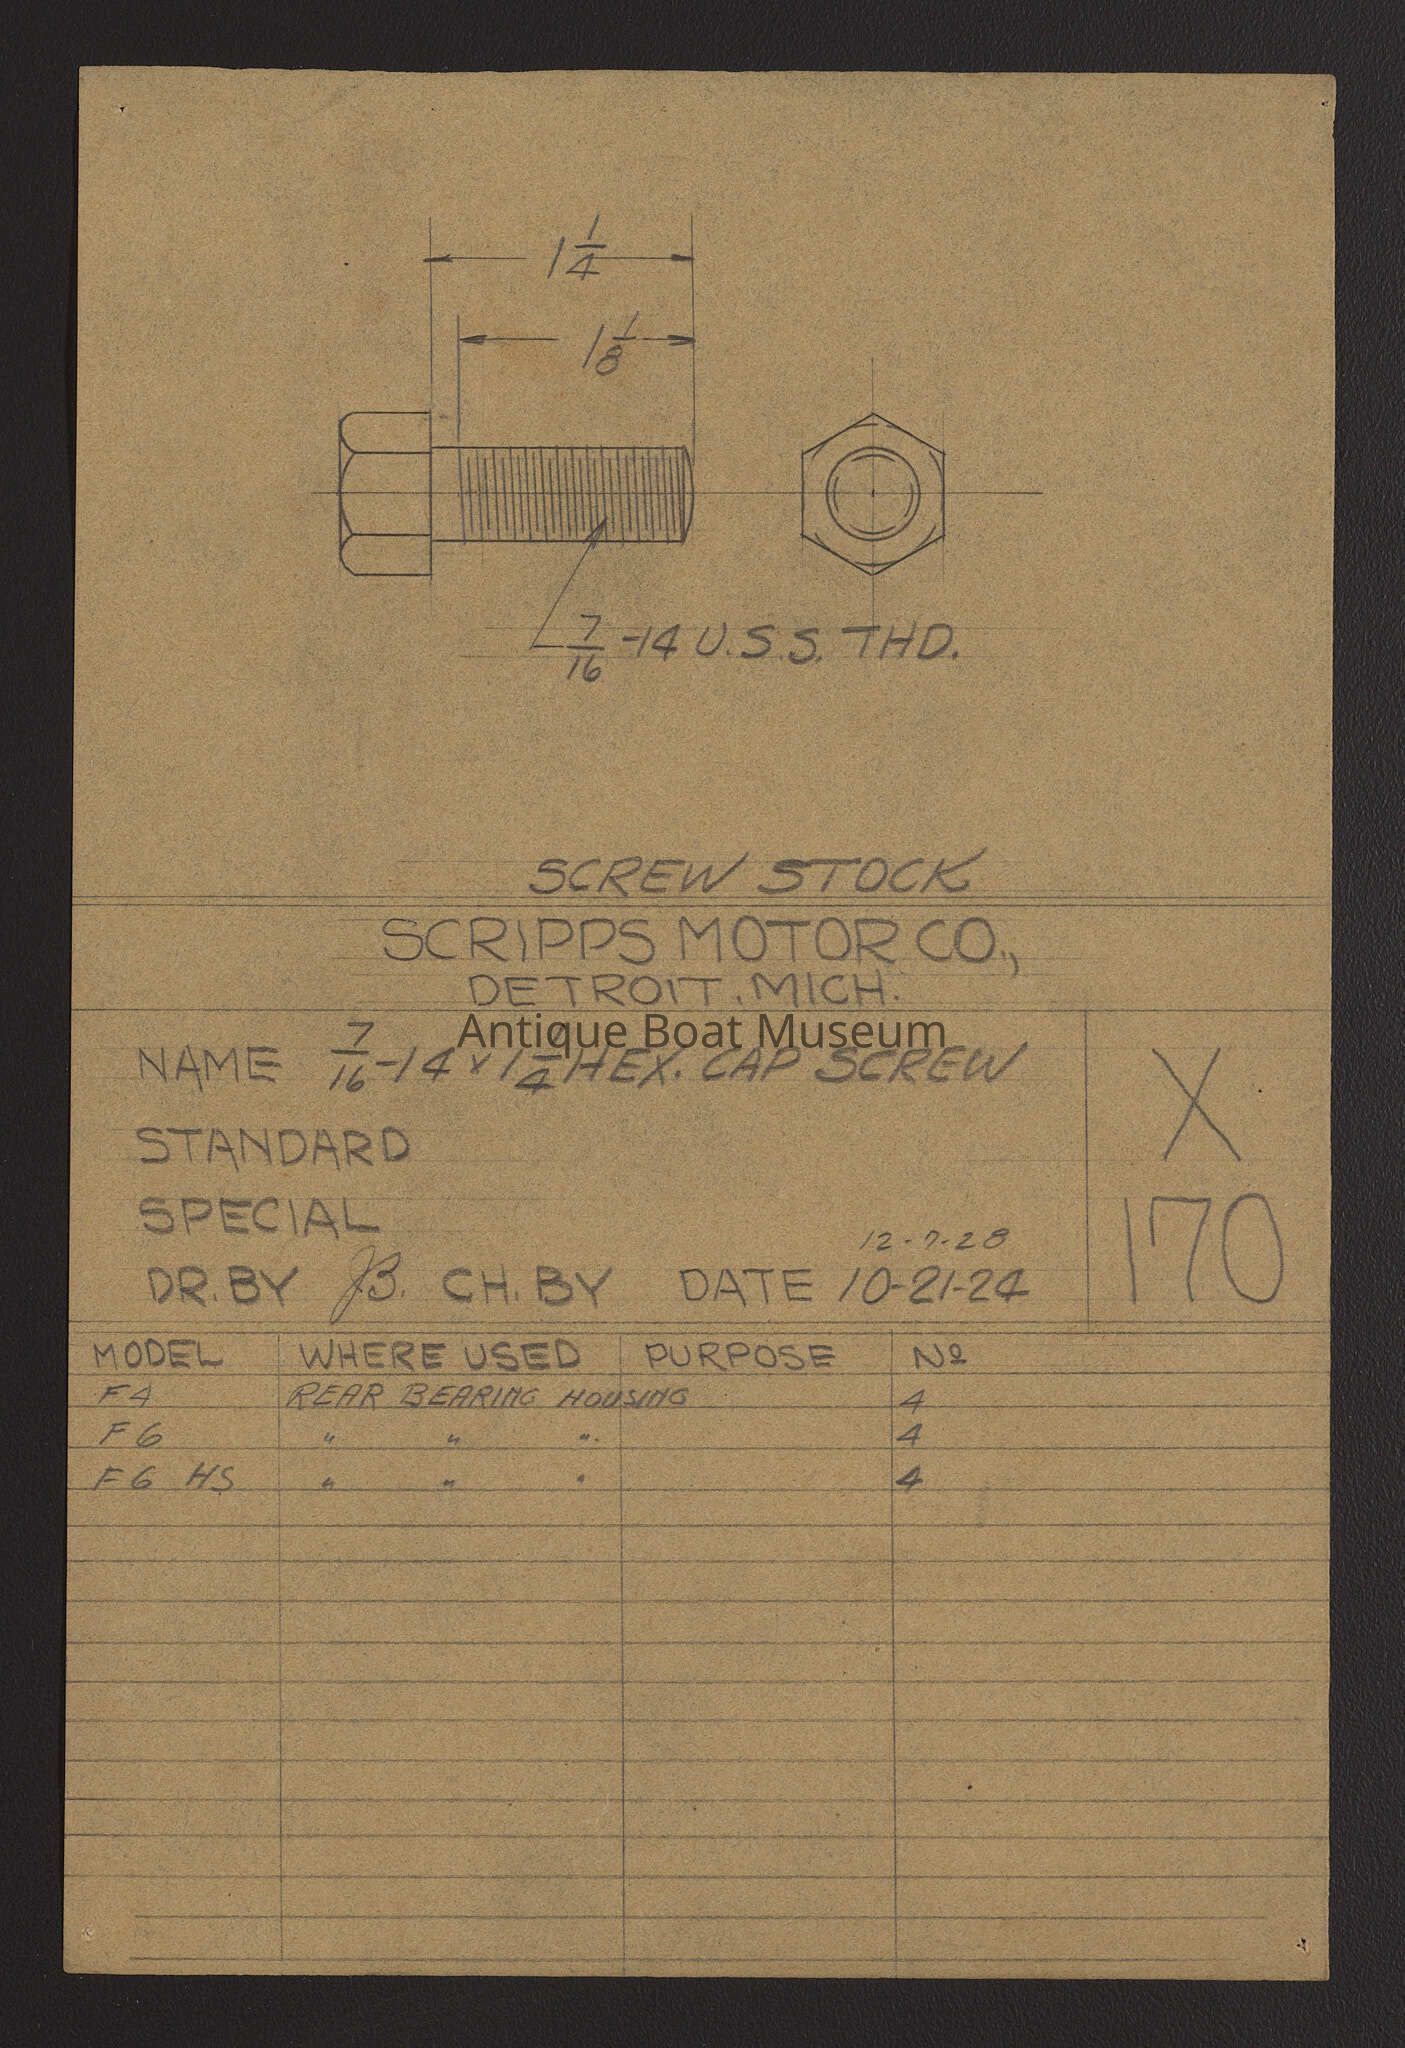 1 1/4
1 1/8
7/16 -14 U.S.S. THD.
SCREW STOCK
SCRIPPS MOTOR CO.,
DETROIT, MICH.
Antique Boat Museum
NAME 7/16-14 x 1 1/4 HEX. CAP SCREW
X
170
STANDARD
SPECIAL
12-7-28
DR. BY J.B. CH. BY DATE 10-21-24
MODEL WHERE USED PURPOSE Nº
F4 REAR BEARING HOUSING 4
F6 " " " 4
F6 HS " " " 4